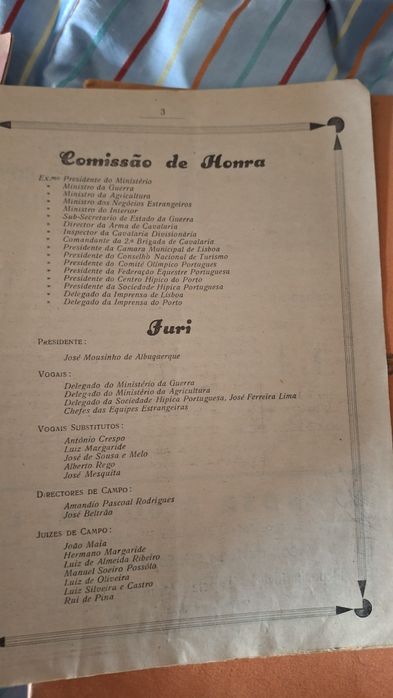 3
Comissão de Honra
Ex.mo Presidente do Ministério
" Ministro da Guerra
" Ministro da Agricultura
" Ministro dos Negócios Estrangeiros
" Ministro do Interior
" Sub-Secretario de Estado da Guerra
" Director da Arma de Cavalaria
" Inspector da Cavalaria Divisionária
" Comandante da 2.ª Brigada de Cavalaria
" Presidente da Camara Municipal de Lisboa
" Presidente do Conselho Nacional de Turismo
" Presidente do Comité Olímpico Portugues
" Presidente da Federação Equestre Portuguesa
" Presidente do Centro Hípico do Porto
" Presidente da Sociedade Hípica Portuguesa
" Delegado da Imprensa de Lisboa
" Delegado da Imprensa do Porto
Juri
Presidente:
José Mousinho de Albuquerque
Vogais:
Delegado do Ministério da Guerra
Delegado do Ministério da Agricultura
Delegado da Sociedade Hípica Portuguesa, José Ferreira Lima
Chefes das Equipes Estrangeiras
Vogais Substitutos:
António Crespo
Luiz Margaride
José de Sousa e Melo
Alberto Rego
José Mesquita
Directores de Campo:
Amandio Pascoal Rodrigues
José Beltrão
Juizes de Campo:
João Maia
Hermano Margaride
Luiz de Almeida Ribeiro
Manuel Soeiro Possólo
Luiz de Oliveira
Luiz Silveira e Castro
Rui de Pina